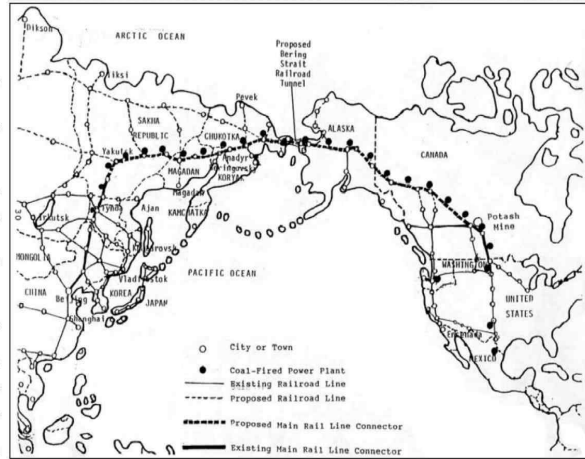 Dikson
ARCTIC OCEAN
Proposed
Bering
Strait
Railroad
Tunnel
Tiksi
Pevek
SAKHA
REPUBLIC
CHUKOTKA
ALASKA
CANADA
Yakutsk
Anadyr
MAGADAN
KORYAK
Magadan
KAMCHATKA
Ajan
Irkutsk
MONGOLIA
Potash
Mine
WASHINGTON
PACIFIC OCEAN
Vladivostok
CHINA
Beijing
KOREA
JAPAN
Shanghai
UNITED
STATES
Ensenada
MEXICO
City or Town
Coal-Fired Power Plant
Existing Railroad Line
Proposed Railroad Line
Proposed Main Rail Line Connector
Existing Main Rail Line Connector